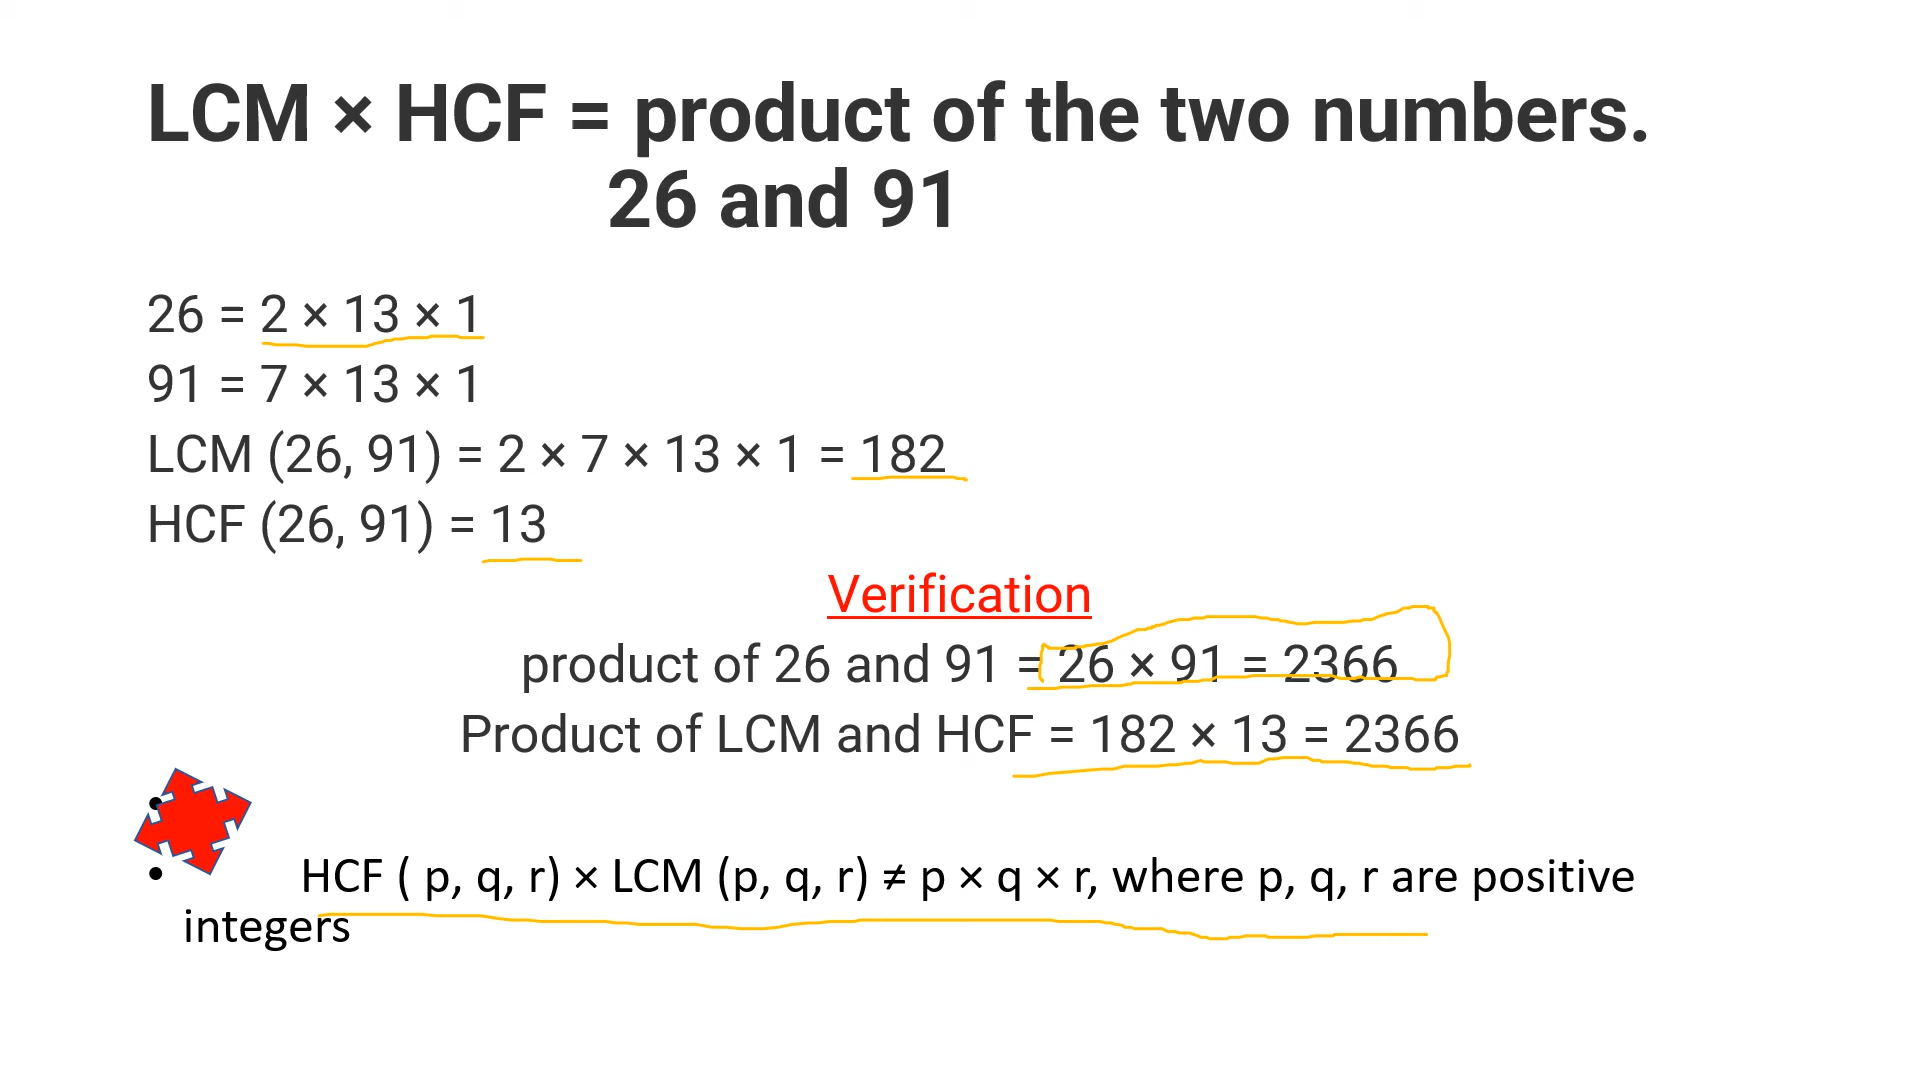 LCM × HCF = product of the two numbers.
26 and 91
26 = 2 × 13 × 1
91 = 7 × 13 × 1
LCM (26, 91) = 2 × 7 × 13 × 1 = 182
HCF (26, 91) = 13
Verification
product of 26 and 91 = 26 × 91 = 2366
Product of LCM and HCF = 182 × 13 = 2366
•
• HCF ( p, q, r) × LCM (p, q, r) ≠ p × q × r, where p, q, r are positive
integers